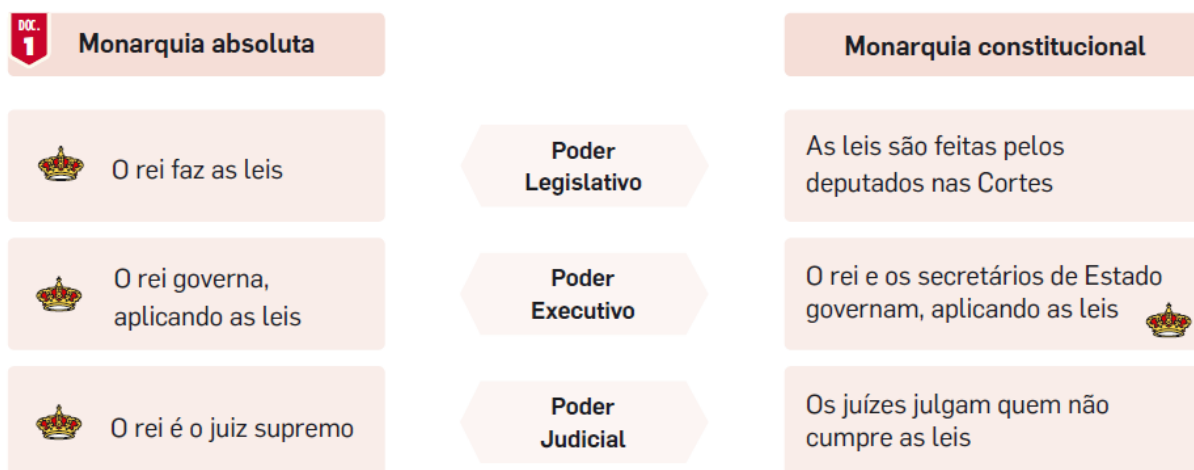 DOC.
1
Monarquia absoluta
Monarquia constitucional
O rei faz as leis
Poder
Legislativo
As leis são feitas pelos
deputados nas Cortes
O rei governa,
aplicando as leis
Poder
Executivo
O rei e os secretários de Estado
governam, aplicando as leis
O rei é o juiz supremo
Poder
Judicial
Os juízes julgam quem não
cumpre as leis